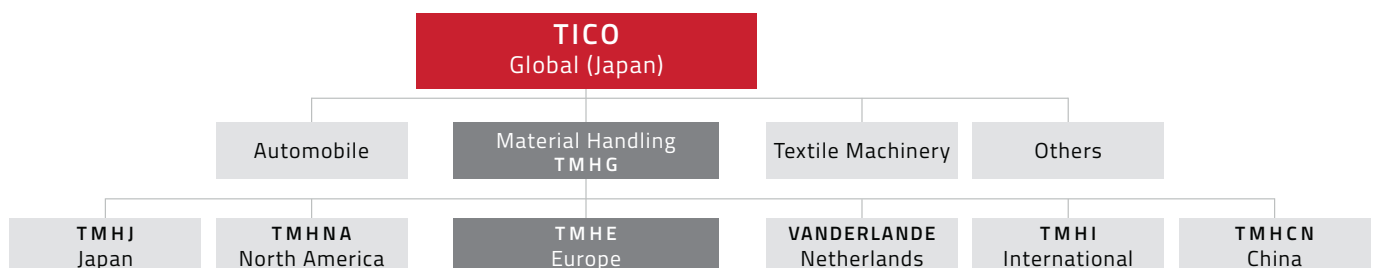 TICO
Global (Japan)
Automobile
Material Handling
TMHG
Textile Machinery
Others
TMHJ
Japan
TMHNA
North America
TMHE
Europe
VANDERLANDE
Netherlands
TMHI
International
TMHCN
China